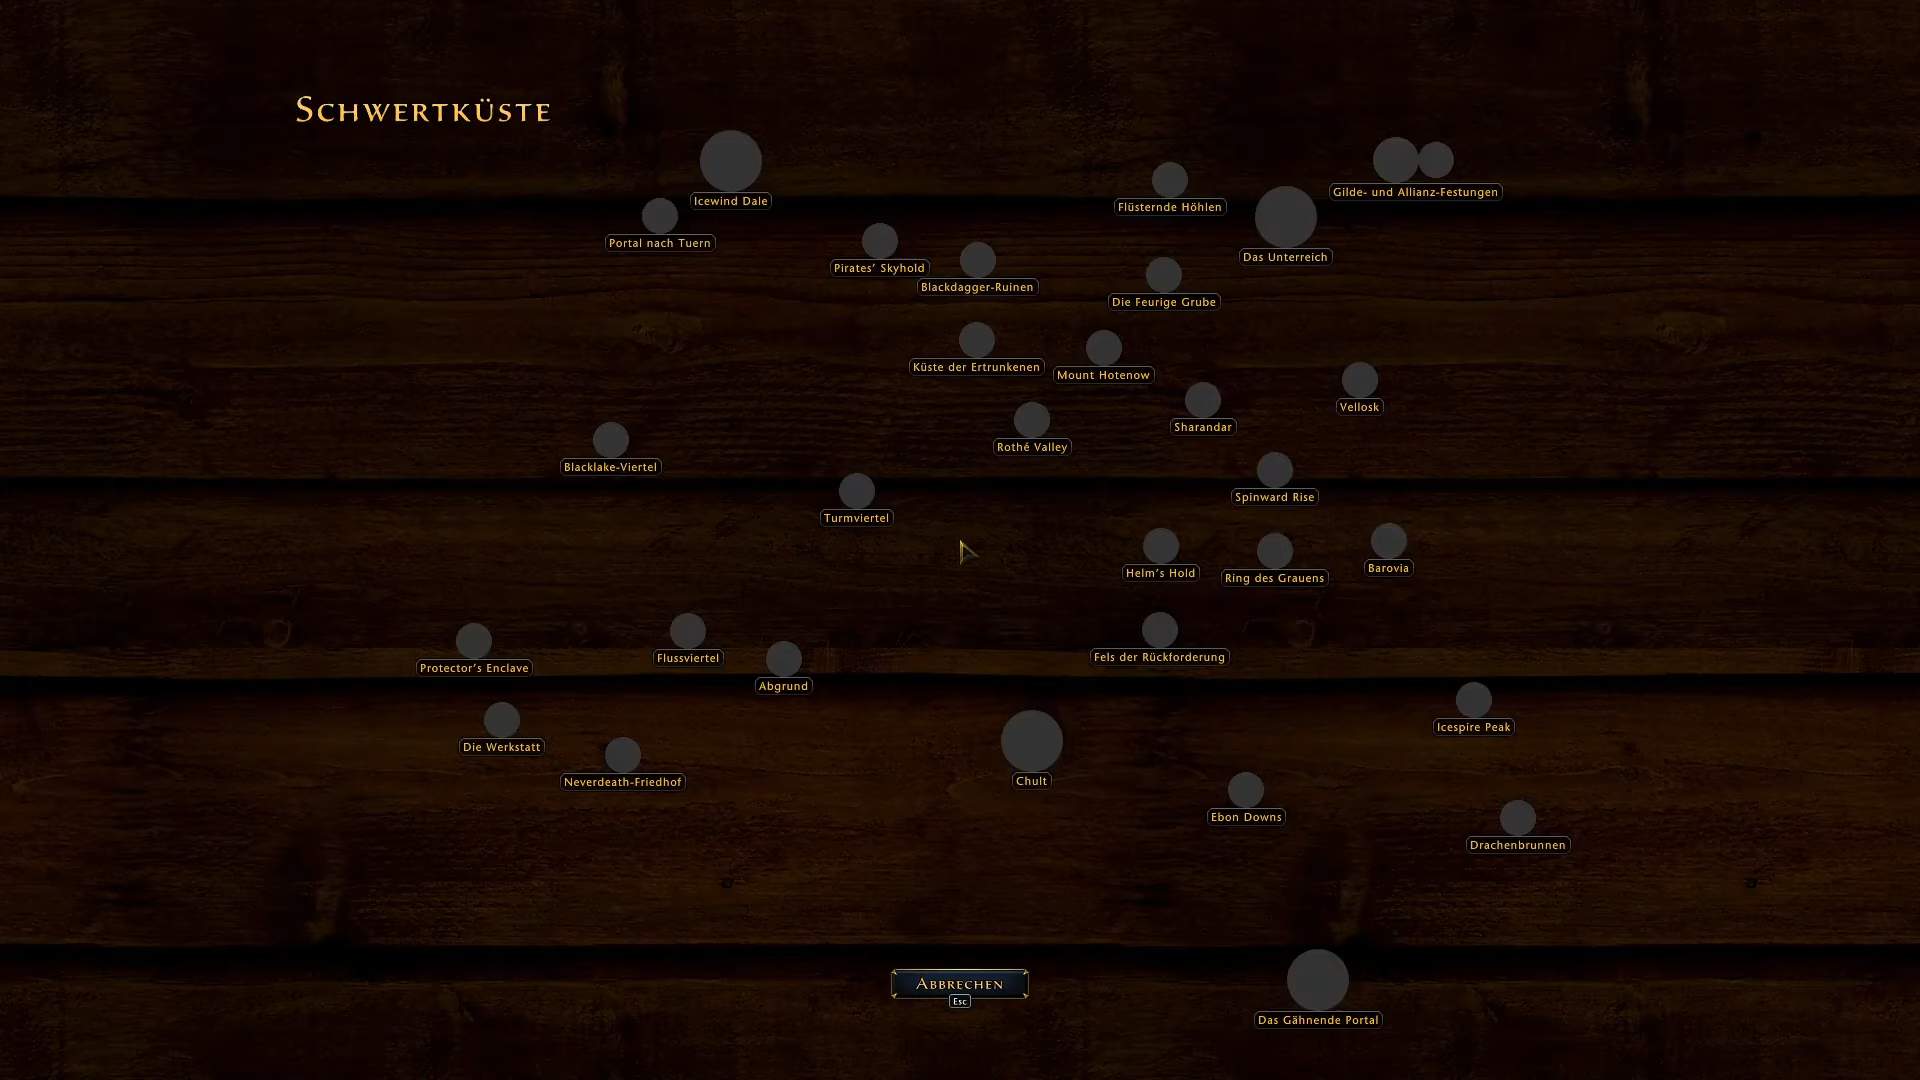 Schwertküste
Icewind Dale
Gilde- und Allianz-Festungen
Flüsternde Höhlen
Portal nach Tuern
Das Unterreich
Pirates' Skyhold
Blackdagger-Ruinen
Die Feurige Grube
Küste der Ertrunkenen
Mount Hotenow
Vellosk
Sharandar
Rothé Valley
Blacklake-Viertel
Spinward Rise
Turmviertel
Helm's Hold
Ring des Grauens
Barovia
Protector's Enclave
Flussviertel
Fels der Rückforderung
Abgrund
Icespire Peak
Die Werkstatt
Neverdeath-Friedhof
Chult
Ebon Downs
Drachenbrunnen
Abbrechen
Esc
Das Gähnende Portal